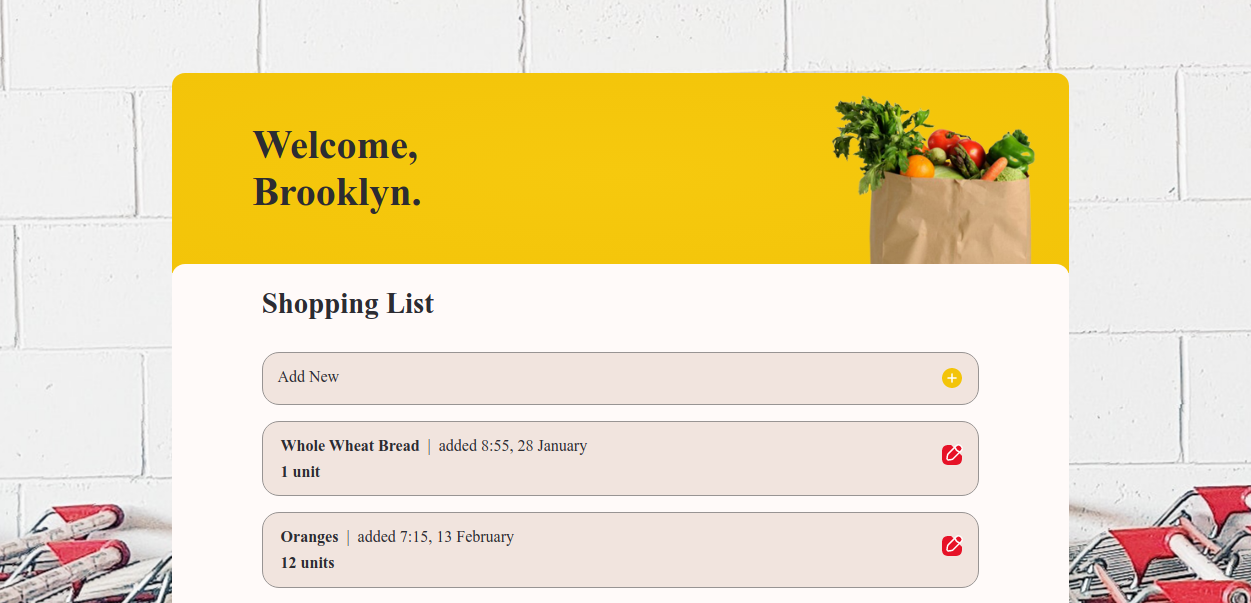 Welcome,
Brooklyn.
Shopping List
Add New
Whole Wheat Bread | added 8:55, 28 January
1 unit
Oranges | added 7:15, 13 February
12 units